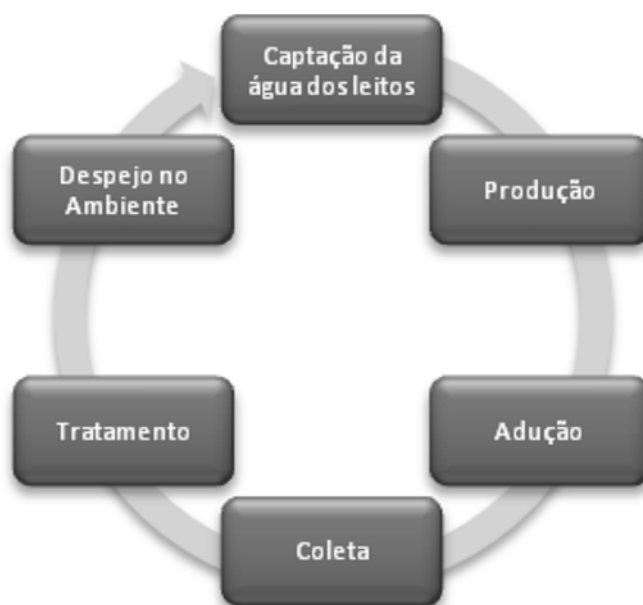 Captação da
água dos leitos
Produção
Adução
Coleta
Tratamento
Despejo no
Ambiente